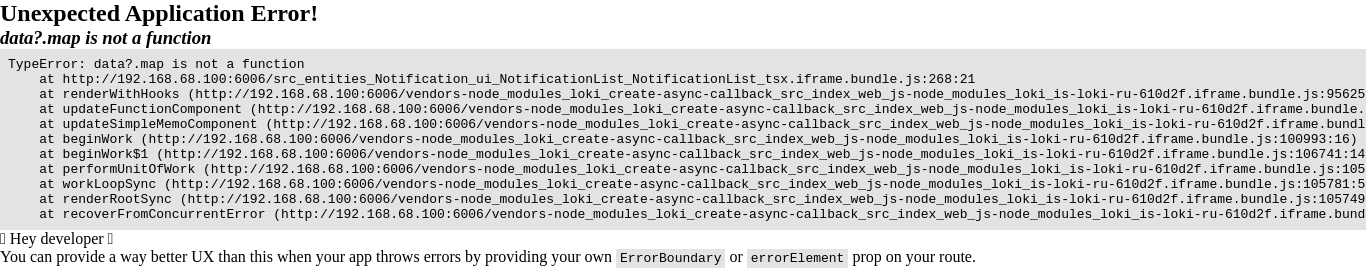 Unexpected Application Error!
data?.map is not a function
TypeError: data?.map is not a function
at http://192.168.68.100:6006/src_entities_Notification_ui_NotificationList_NotificationList_tsx.iframe.bundle.js:268:21
at renderWithHooks (http://192.168.68.100:6006/vendors-node_modules_loki_create-async-callback_src_index_web_js-node_modules_loki_is-loki-ru-610d2f.iframe.bundle.js:95625
at updateFunctionComponent (http://192.168.68.100:6006/vendors-node_modules_loki_create-async-callback_src_index_web_js-node_modules_loki_is-loki-ru-610d2f.iframe.bundle.
at updateSimpleMemoComponent (http://192.168.68.100:6006/vendors-node_modules_loki_create-async-callback_src_index_web_js-node_modules_loki_is-loki-ru-610d2f.iframe.bundl
at beginWork (http://192.168.68.100:6006/vendors-node_modules_loki_create-async-callback_src_index_web_js-node_modules_loki_is-loki-ru-610d2f.iframe.bundle.js:100993:16)
at beginWork$1 (http://192.168.68.100:6006/vendors-node_modules_loki_create-async-callback_src_index_web_js-node_modules_loki_is-loki-ru-610d2f.iframe.bundle.js:106741:14
at performUnitOfWork (http://192.168.68.100:6006/vendors-node_modules_loki_create-async-callback_src_index_web_js-node_modules_loki_is-loki-ru-610d2f.iframe.bundle.js:105
at workLoopSync (http://192.168.68.100:6006/vendors-node_modules_loki_create-async-callback_src_index_web_js-node_modules_loki_is-loki-ru-610d2f.iframe.bundle.js:105781:5
at renderRootSync (http://192.168.68.100:6006/vendors-node_modules_loki_create-async-callback_src_index_web_js-node_modules_loki_is-loki-ru-610d2f.iframe.bundle.js:105749
at recoverFromConcurrentError (http://192.168.68.100:6006/vendors-node_modules_loki_create-async-callback_src_index_web_js-node_modules_loki_is-loki-ru-610d2f.iframe.bund
Hey developer
You can provide a way better UX than this when your app throws errors by providing your own ErrorBoundary or errorElement prop on your route.